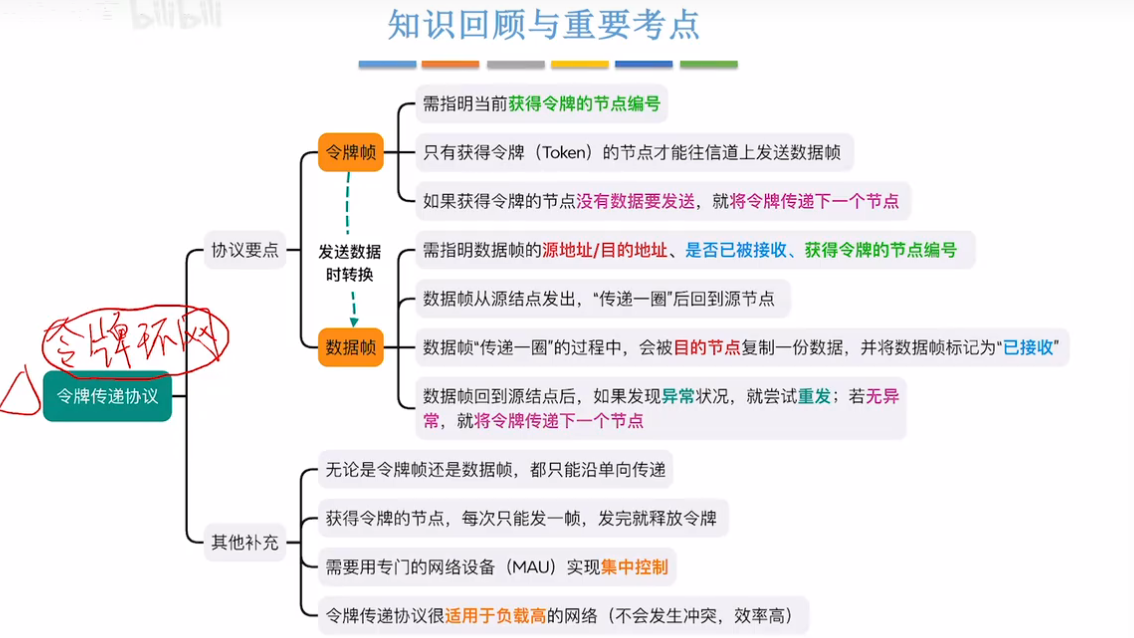 bilibili
知识回顾与重要考点
需指明当前获得令牌的节点编号
令牌帧
只有获得令牌（Token）的节点才能往信道上发送数据帧
如果获得令牌的节点没有数据要发送，就将令牌传递下一个节点
协议要点
发送数据
时转换
需指明数据帧的源地址/目的地址、是否已被接收、获得令牌的节点编号
数据帧从源结点发出，“传递一圈”后回到源节点
数据帧
数据帧“传递一圈”的过程中，会被目的节点复制一份数据，并将数据帧标记为“已接收”
数据帧回到源结点后，如果发现异常状况，就尝试重发；若无异
常，就将令牌传递下一个节点
令牌环网
令牌传递协议
无论是令牌帧还是数据帧，都只能沿单向传递
获得令牌的节点，每次只能发一帧，发完就释放令牌
其他补充
需要用专门的网络设备（MAU）实现集中控制
令牌传递协议很适用于负载高的网络（不会发生冲突，效率高）